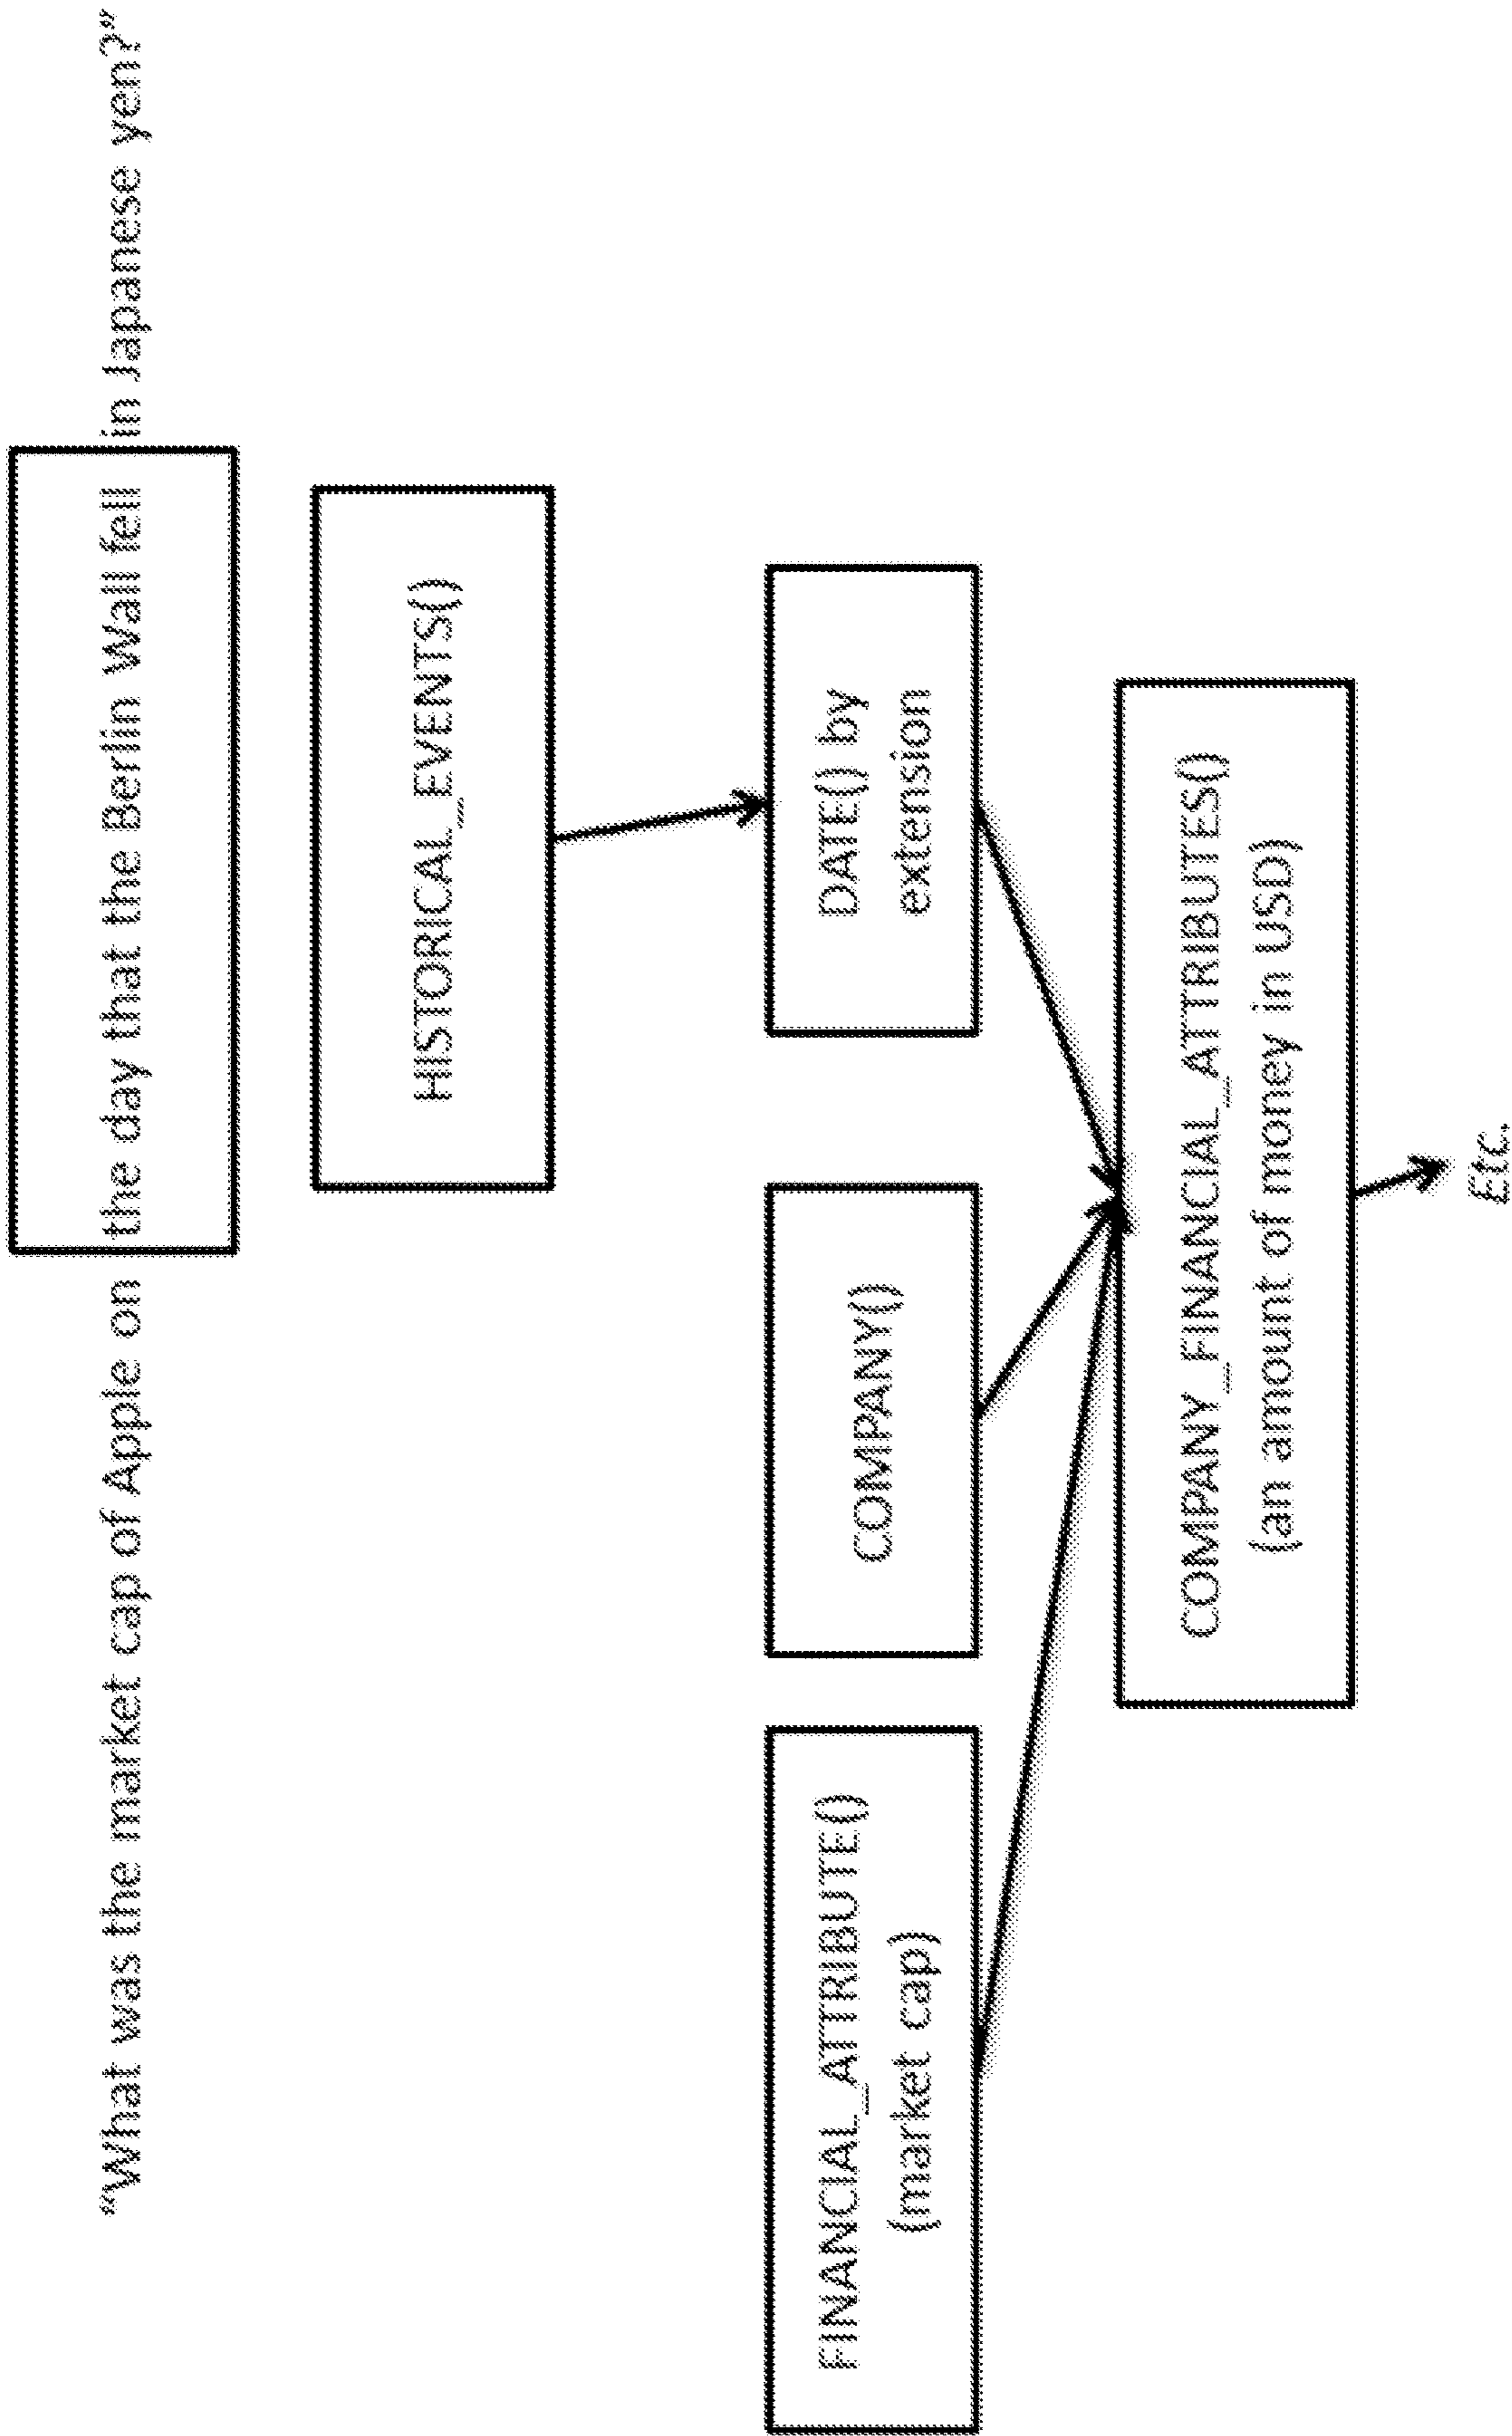 “What was the market cap of Apple on the day that the Berlin Wall fell in Japanese yen?”
HISTORICAL_EVENTS()
FINANCIAL_ATTRIBUTE()
(market cap)
COMPANY()
DATE() by
extension
COMPANY_FINANCIAL_ATTRIBUTES()
(an amount of money in USD)
Etc.